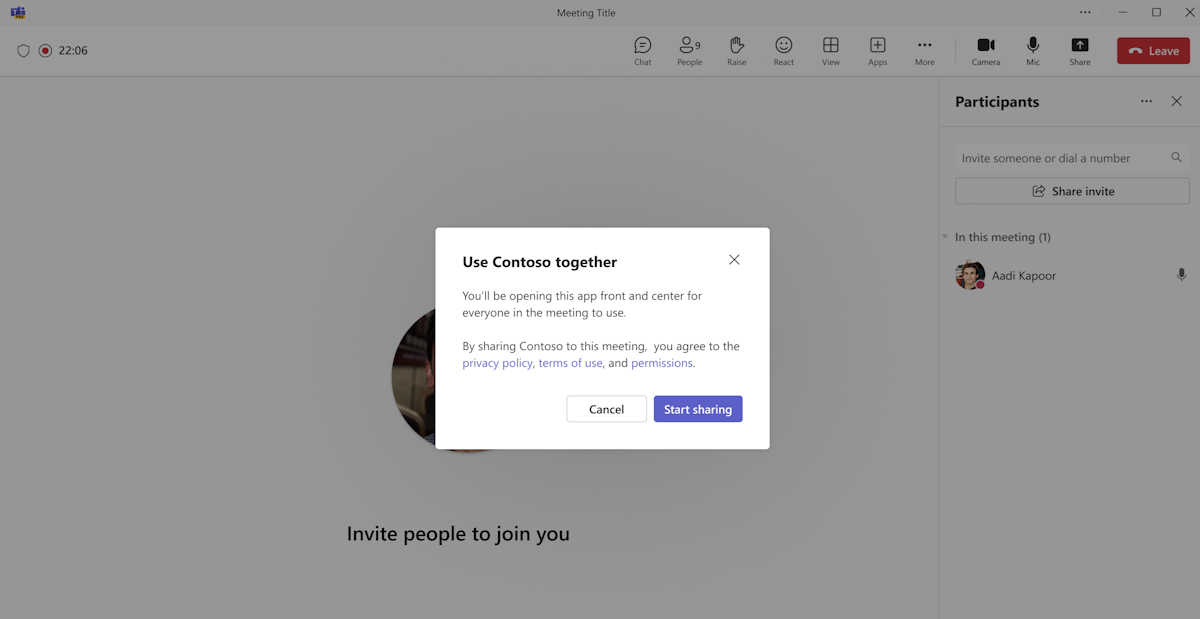 Meeting Title
22:06
Chat
People
9
Raise
React
View
Apps
More
Camera
Mic
Share
Leave
Participants
Invite someone or dial a number
Share invite
In this meeting (1)
Aadi Kapoor
Use Contoso together
You'll be opening this app front and center for
everyone in the meeting to use.
By sharing Contoso to this meeting,  you agree to the
privacy policy, terms of use, and permissions.
Cancel
Start sharing
Invite people to join you